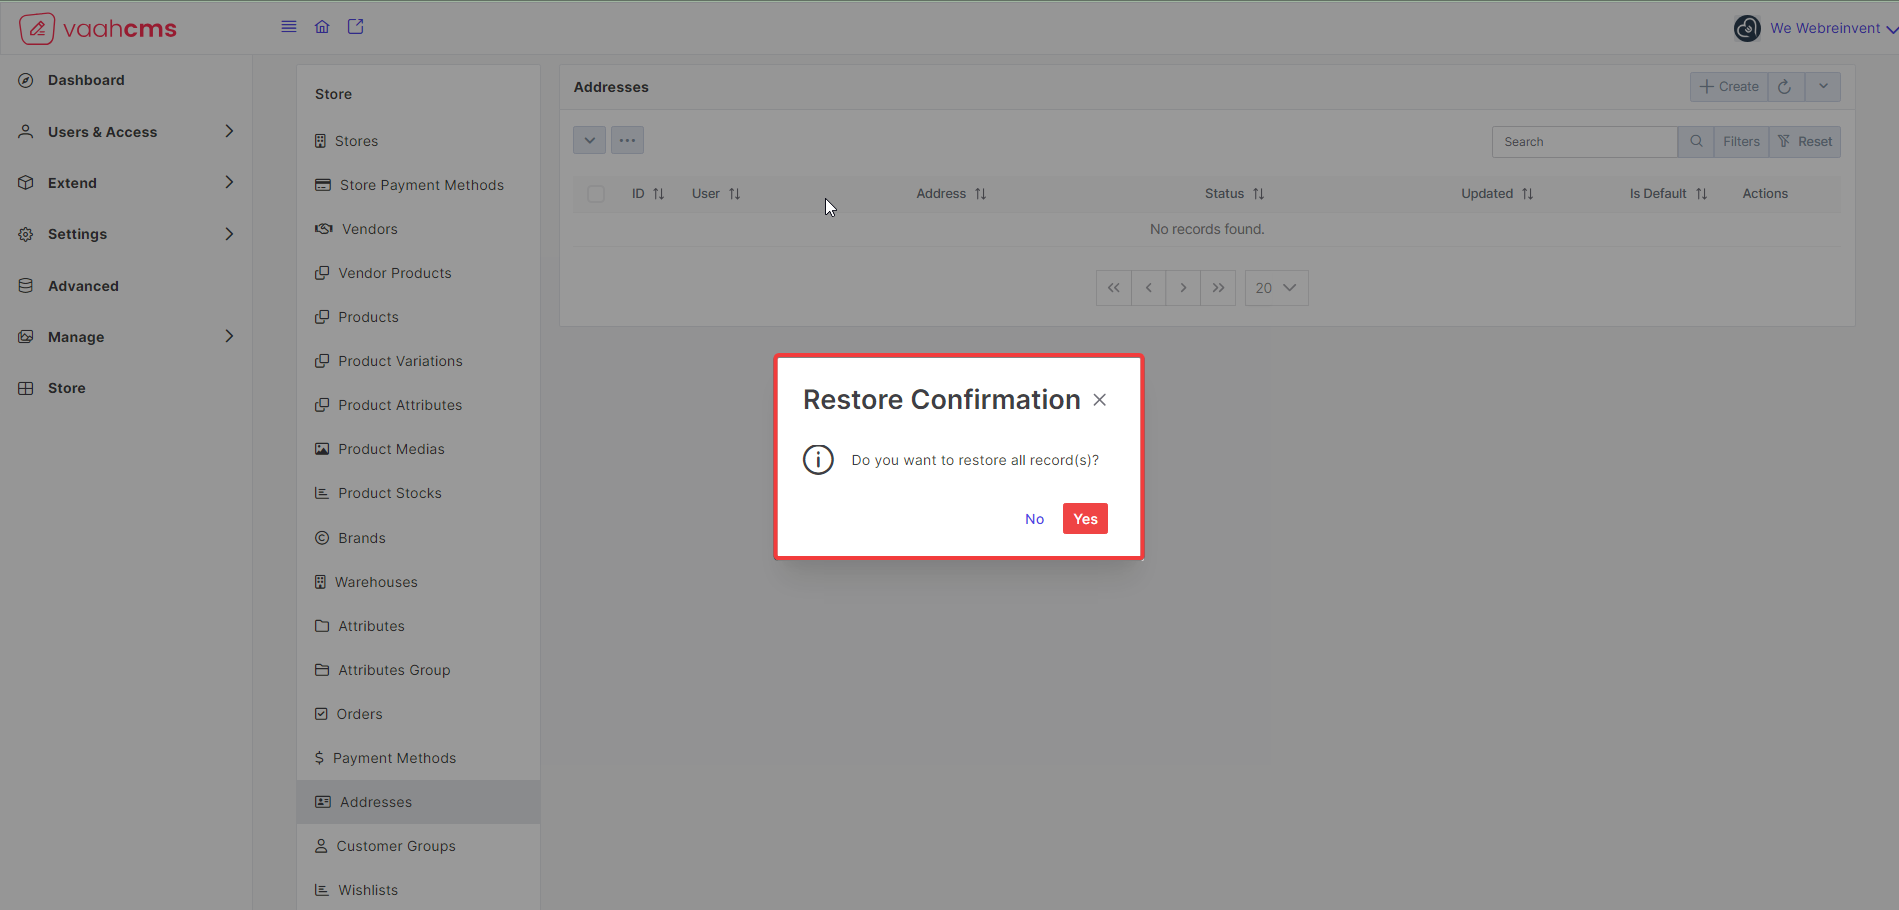 vaahcms
We Webreinvent
Dashboard
Users & Access
Extend
Settings
Advanced
Manage
Store
Store
Stores
Store Payment Methods
Vendors
Vendor Products
Products
Product Variations
Product Attributes
Product Medias
Product Stocks
Brands
Warehouses
Attributes
Attributes Group
Orders
Payment Methods
Addresses
Customer Groups
Wishlists
Addresses
Create
Search
Filters
Reset
ID User Address Status Updated Is Default Actions
No records found.
20
Restore Confirmation
Do you want to restore all record(s)?
No Yes